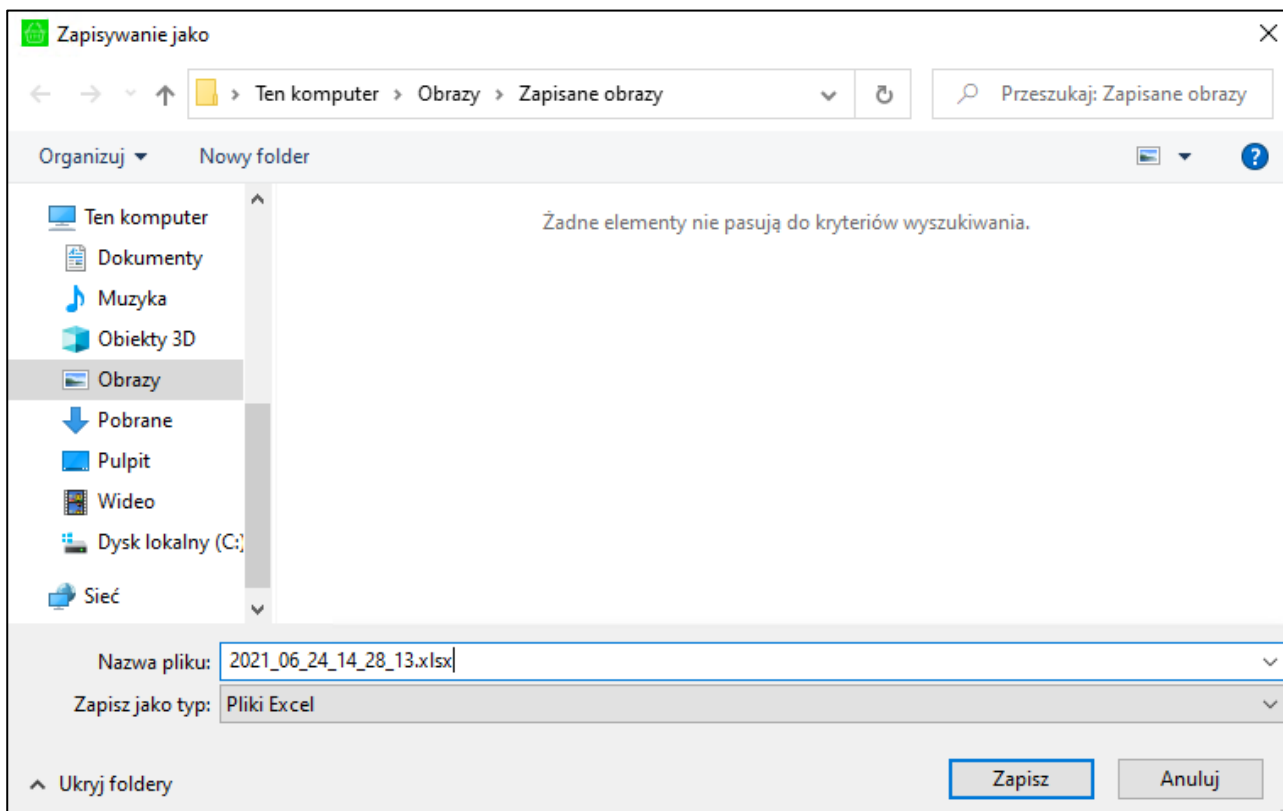 Zapisywanie jako
Ten komputer > Obrazy > Zapisane obrazy
Przeszukaj: Zapisane obrazy
Organizuj
Nowy folder
Ten komputer
Żadne elementy nie pasują do kryteriów wyszukiwania.
Dokumenty
Muzyka
Obiekty 3D
Obrazy
Pobrane
Pulpit
Wideo
Dysk lokalny (C:)
Sieć
Nazwa pliku: 2021_06_24_14_28_13.xlsx
Zapisz jako typ: Pliki Excel
Ukryj foldery
Zapisz
Anuluj